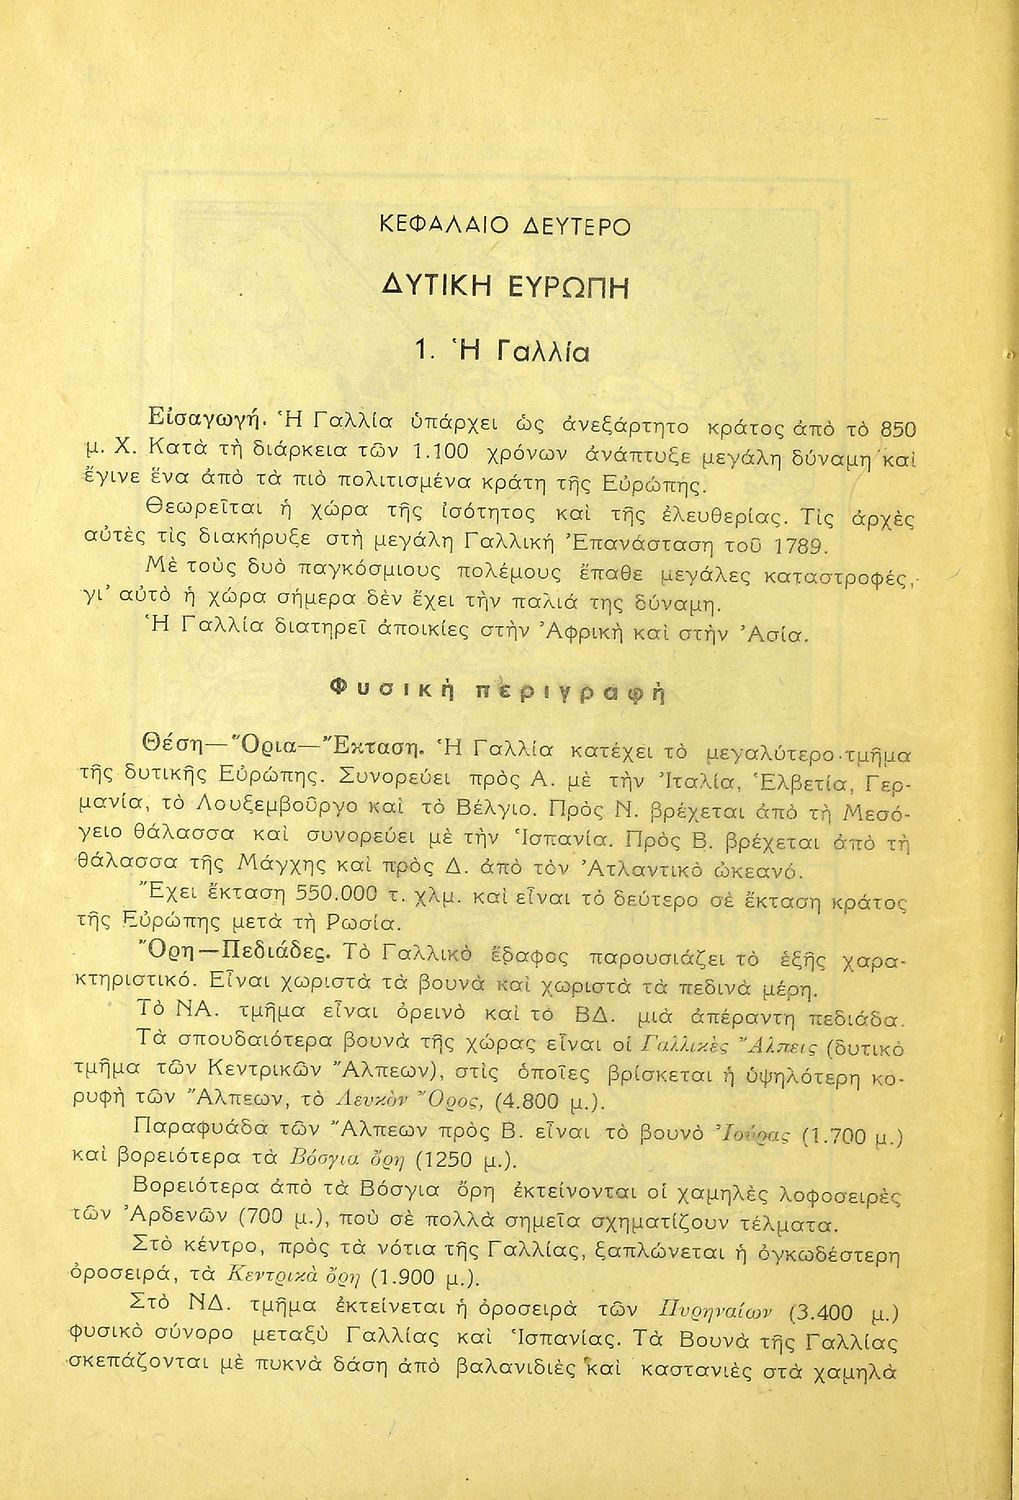 ΚΕΦΑΛΑΙΟ ΔΕΥΤΕΡΟ
ΔΥΤΙΚΗ ΕΥΡΩΠΗ
1. Ἡ Γαλλία
Εἰσαγωγή. Ἡ Γαλλία ὑπάρχει ὡς ἀνεξάρτητο κράτος ἀπὸ τὸ 850
μ. Χ. Κατὰ τὴ διάρκεια τῶν 1.100 χρόνων ἀνάπτυξε μεγάλη δύναμη καὶ
ἔγινε ἕνα ἀπὸ τὰ πιὸ πολιτισμένα κράτη τῆς Εὐρώπης.
Θεωρεῖται ἡ χώρα τῆς ἰσότητος καὶ τῆς ἐλευθερίας. Τὶς ἀρχὲς
αὐτὲς τὶς διακήρυξε στὴ μεγάλη Γαλλικὴ Ἐπανάσταση τοῦ 1789.
Μὲ τοὺς δυὸ παγκόσμιους πολέμους ἔπαθε μεγάλες καταστροφές,
γι' αὐτὸ ἡ χώρα σήμερα δὲν ἔχει τὴν παλιά της δύναμη.
Ἡ Γαλλία διατηρεῖ ἀποικίες στὴν Ἀφρικὴ καὶ στὴν Ἀσία.
Φυσικὴ περιγραφὴ
Θέση—Ὅρια—Ἔκταση. Ἡ Γαλλία κατέχει τὸ μεγαλύτερο τμῆμα
τῆς δυτικῆς Εὐρώπης. Συνορεύει πρὸς Α. μὲ τὴν Ἰταλία, Ἑλβετία, Γερ-
μανία, τὸ Λουξεμβοῦργο καὶ τὸ Βέλγιο. Πρὸς Ν. βρέχεται ἀπὸ τὴ Μεσό-
γειο θάλασσα καὶ συνορεύει μὲ τὴν Ἱσπανία. Πρὸς Β. βρέχεται ἀπὸ τὴ
θάλασσα τῆς Μάγχης καὶ πρὸς Δ. ἀπὸ τὸν Ἀτλαντικὸ ὠκεανό.
Ἔχει ἔκταση 550.000 τ. χλμ. καὶ εἶναι τὸ δεύτερο σὲ ἔκταση κράτος
τῆς Εὐρώπης μετὰ τὴ Ρωσία.
Ὄρη—Πεδιάδες. Τὸ Γαλλικὸ ἔδαφος παρουσιάζει τὸ ἑξῆς χαρα-
κτηριστικό. Εἶναι χωριστὰ τὰ βουνὰ καὶ χωριστὰ τὰ πεδινὰ μέρη.
Τὸ ΝΑ. τμῆμα εἶναι ὀρεινὸ καὶ τὸ ΒΔ. μιὰ ἀπέραντη πεδιάδα.
Τὰ σπουδαιότερα βουνὰ τῆς χώρας εἶναι οἱ Γαλλικὲς Ἄλπεις (δυτικὸ
τμῆμα τῶν Κεντρικῶν Ἄλπεων), στὶς ὁποῖες βρίσκεται ἡ ὑψηλότερη κο-
ρυφὴ τῶν Ἄλπεων, τὸ Λευκὸν Ὄρος, (4.800 μ.).
Παραφυάδα τῶν Ἄλπεων πρὸς Β. εἶναι τὸ βουνὸ Ἰούρας (1.700 μ.)
καὶ βορειότερα τὰ Βόσγια ὄρη (1250 μ.).
Βορειότερα ἀπὸ τὰ Βόσγια ὄρη ἐκτείνονται οἱ χαμηλὲς λοφοσειρὲς
τῶν Ἀρδενῶν (700 μ.), ποὺ σὲ πολλὰ σημεῖα σχηματίζουν τέλματα.
Στὸ κέντρο, πρὸς τὰ νότια τῆς Γαλλίας, ξαπλώνεται ἡ ὀγκωδέστερη
ὀροσειρά, τὰ Κεντρικὰ ὄρη (1.900 μ.).
Στὸ ΝΔ. τμῆμα ἐκτείνεται ἡ ὀροσειρὰ τῶν Πυρηναίων (3.400 μ.)
φυσικὸ σύνορο μεταξὺ Γαλλίας καὶ Ἱσπανίας. Τὰ Βουνὰ τῆς Γαλλίας
σκεπάζονται μὲ πυκνὰ δάση ἀπὸ βαλανιδιὲς καὶ καστανιὲς στὰ χαμηλὰ